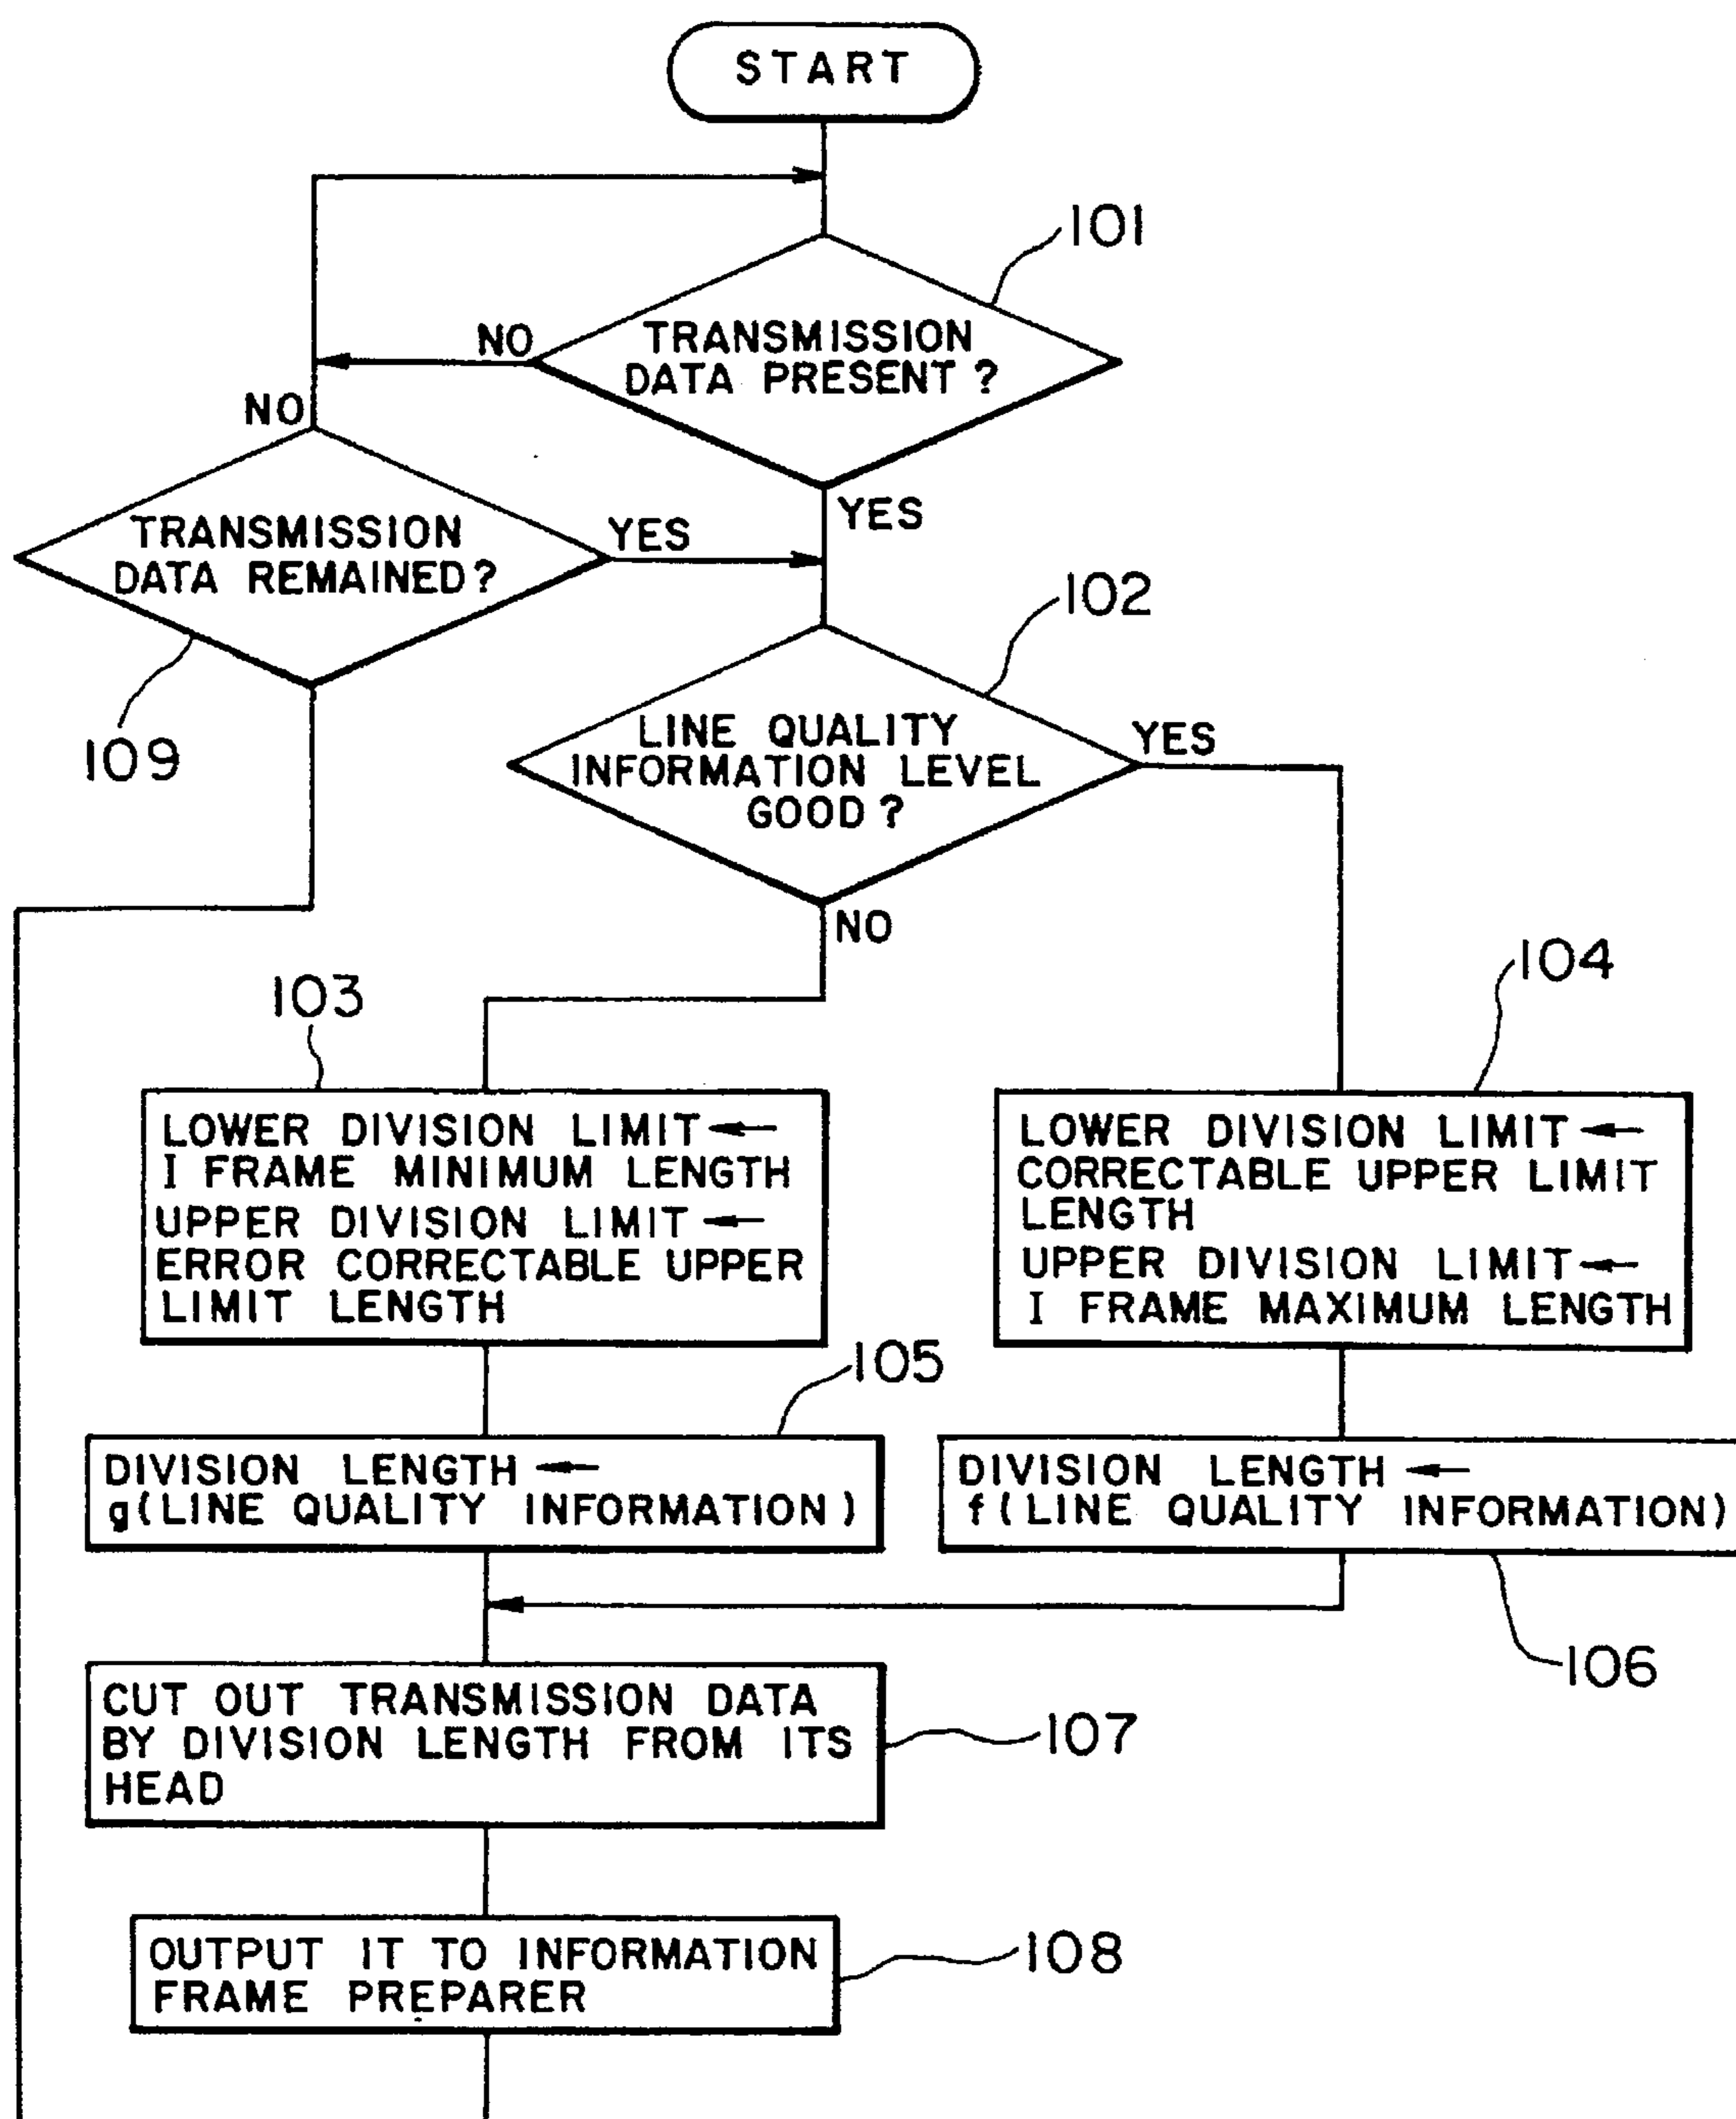 START
101
TRANSMISSION
DATA PRESENT ?
NO
YES
NO
TRANSMISSION
DATA REMAINED?
YES
109
102
LINE QUALITY
INFORMATION LEVEL
GOOD ?
YES
NO
103
LOWER DIVISION LIMIT ←
I FRAME MINIMUM LENGTH
UPPER DIVISION LIMIT ←
ERROR CORRECTABLE UPPER
LIMIT LENGTH
104
LOWER DIVISION LIMIT ←
CORRECTABLE UPPER LIMIT
LENGTH
UPPER DIVISION LIMIT ←
I FRAME MAXIMUM LENGTH
105
DIVISION LENGTH ←
g(LINE QUALITY INFORMATION)
DIVISION LENGTH ←
f(LINE QUALITY INFORMATION)
106
CUT OUT TRANSMISSION DATA
BY DIVISION LENGTH FROM ITS
HEAD
107
OUTPUT IT TO INFORMATION
FRAME PREPARER
108